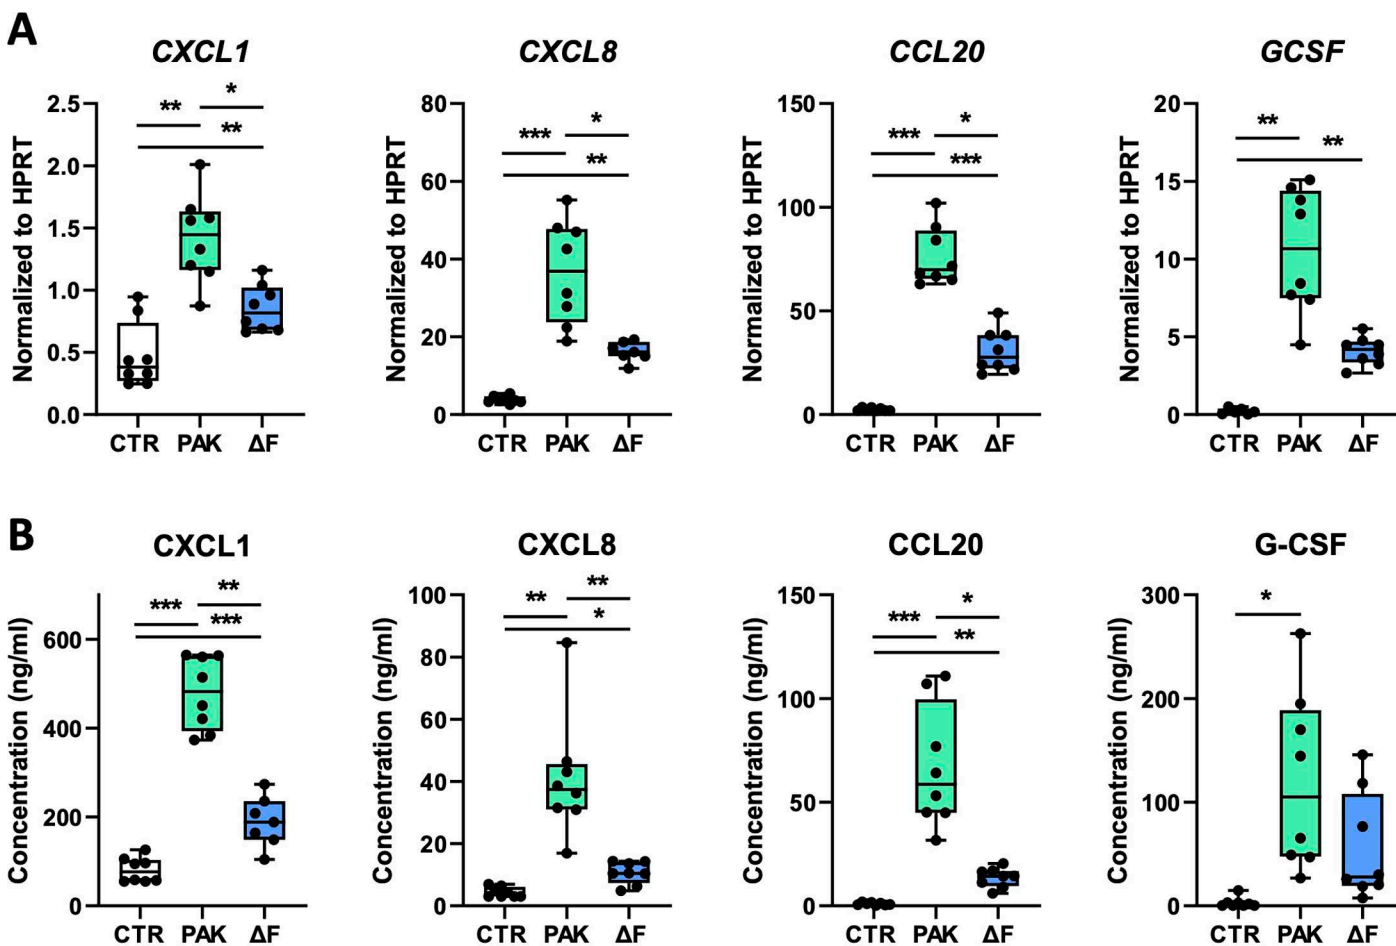 A
CXCL1
Normalized to HPRT
2.5
2.0
1.5
1.0
0.5
0.0
** * **
CTR PAK ΔF
CXCL8
Normalized to HPRT
80
60
40
20
0
*** * **
CTR PAK ΔF
CCL20
Normalized to HPRT
150
100
50
0
*** * ***
CTR PAK ΔF
GCSF
Normalized to HPRT
20
15
10
5
0
** **
CTR PAK ΔF
B
CXCL1
Concentration (ng/ml)
600
400
200
0
*** ** ***
CTR PAK ΔF
CXCL8
Concentration (ng/ml)
100
80
60
40
20
0
** ** *
CTR PAK ΔF
CCL20
Concentration (ng/ml)
150
100
50
0
*** * **
CTR PAK ΔF
G-CSF
Concentration (ng/ml)
300
200
100
0
*
CTR PAK ΔF